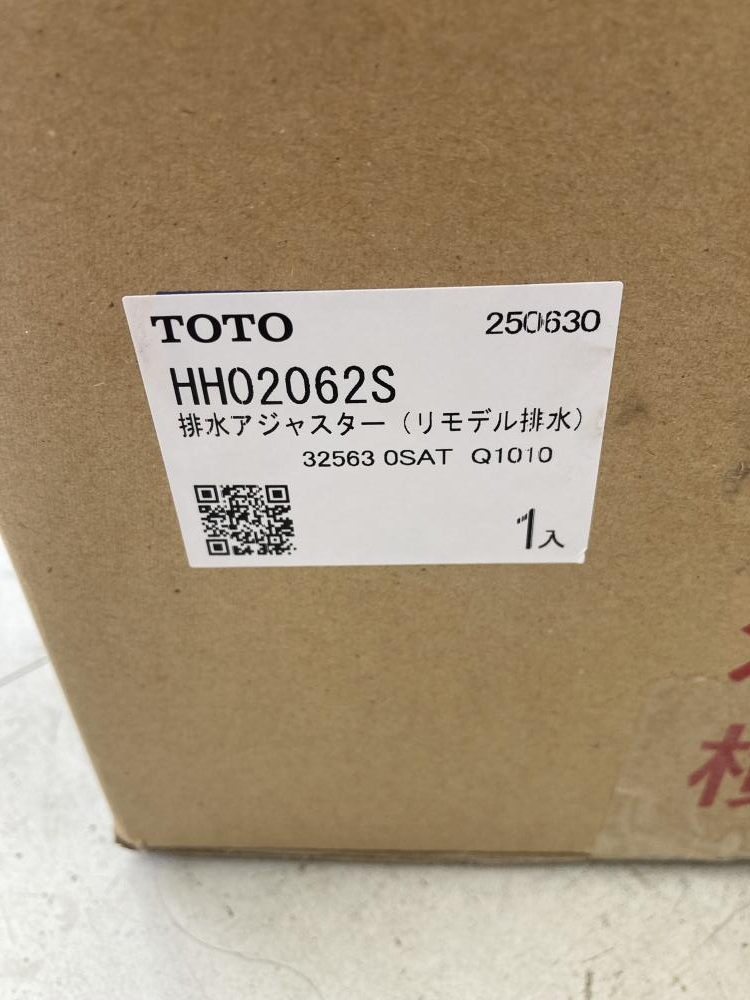 TOTO 250630
HH02062S
排水アジャスター（リモデル排水）
32563 0SAT Q1010
1入